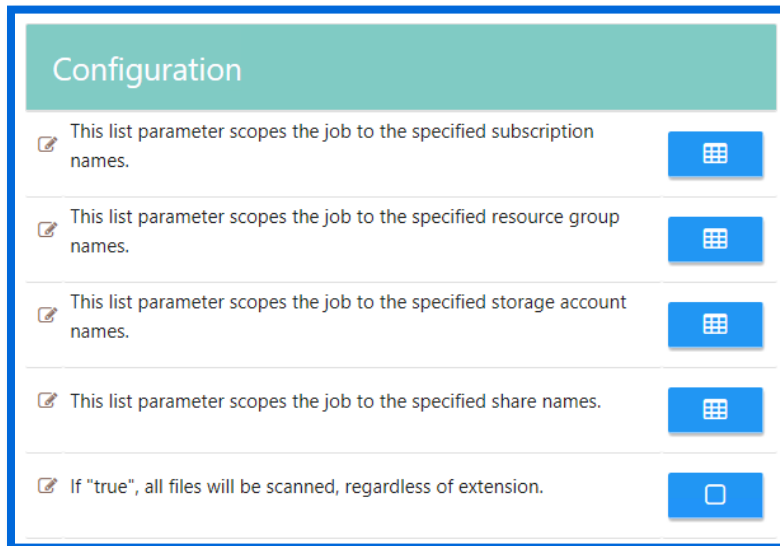 Configuration
This list parameter scopes the job to the specified subscription
names.
This list parameter scopes the job to the specified resource group
names.
This list parameter scopes the job to the specified storage account
names.
This list parameter scopes the job to the specified share names.
If "true", all files will be scanned, regardless of extension.